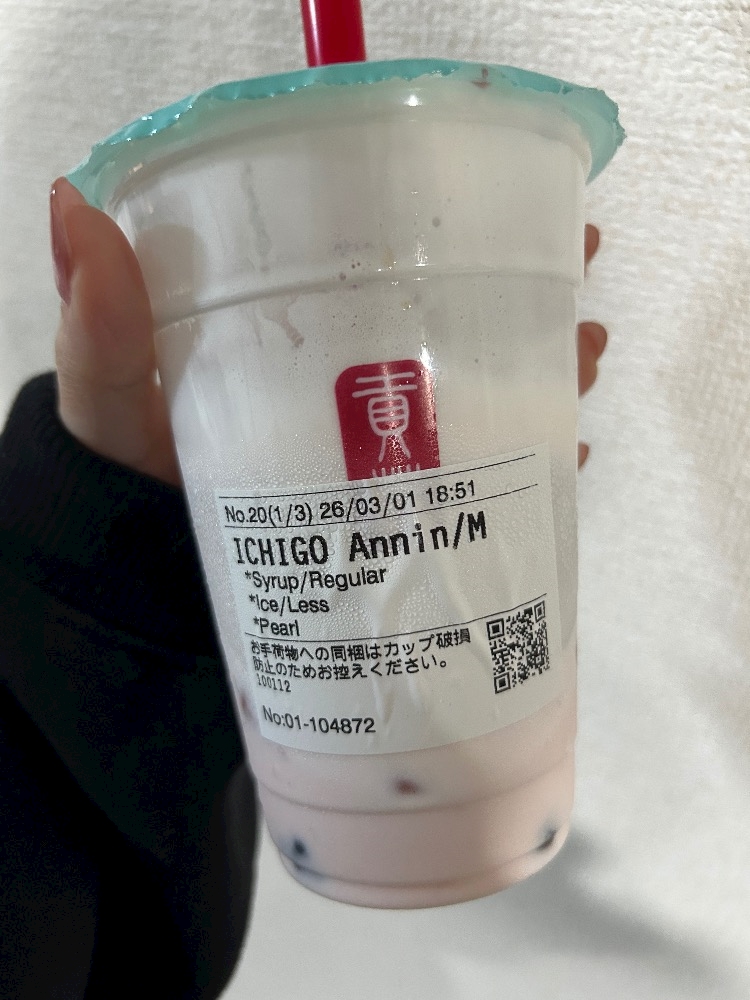 貢
No.20(1/3) 26/03/01 18:51
ICHIGO Annin/M
*Syrup/Regular
*Ice/Less
*Pearl
お手荷物への同梱はカップ破損
防止のためお控えください。
100112
No:01-104872